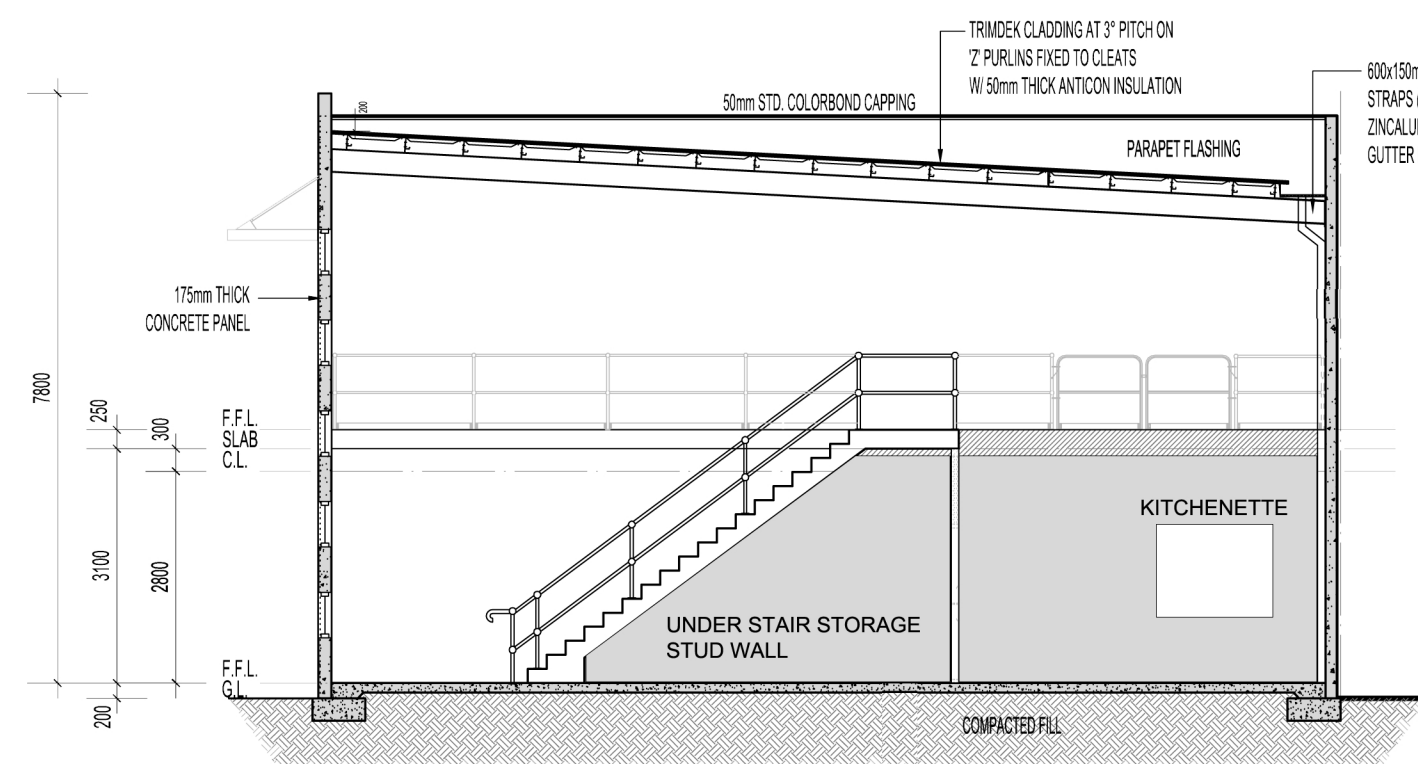 TRIMDEK CLADDING AT 3° PITCH ON
'Z' PURLINS FIXED TO CLEATS
W/ 50mm THICK ANTICON INSULATION
600x150m
STRAPS
ZINCALU
GUTTER
50mm STD. COLORBOND CAPPING
200
PARAPET FLASHING
175mm THICK
CONCRETE PANEL
7800
250
300
F.F.L.
SLAB
C.L.
3100
2800
KITCHENETTE
UNDER STAIR STORAGE
STUD WALL
F.F.L.
G.L.
200
COMPACTED FILL